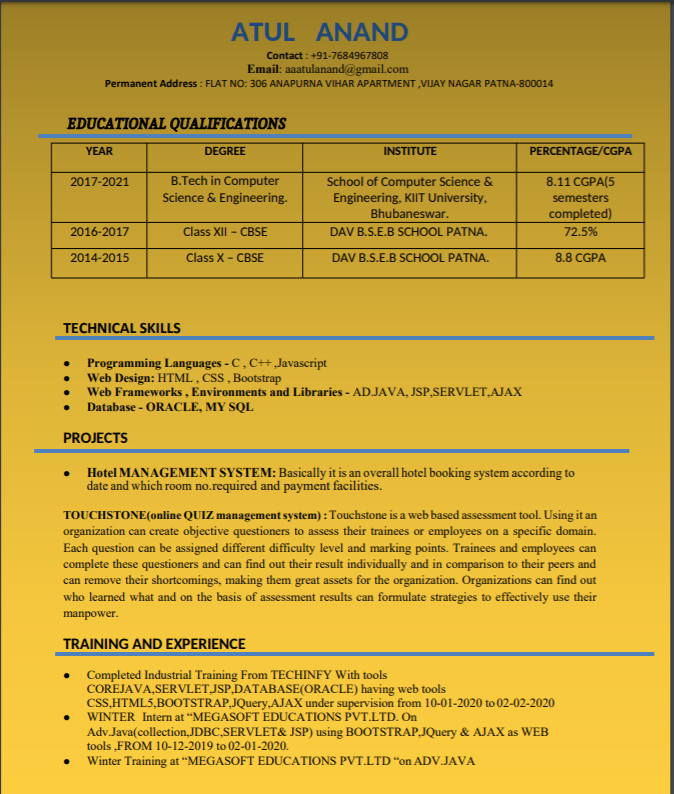 ATUL ANAND
Contact : +91-7684967808
Email: aaatulanand@gmail.com
Permanent Address : FLAT NO: 306 ANAPURNA VIHAR APARTMENT ,VIJAY NAGAR PATNA-800014
EDUCATIONAL QUALIFICATIONS
YEAR DEGREE INSTITUTE PERCENTAGE/CGPA
2017-2021 B.Tech in Computer School of Computer Science & 8.11 CGPA(5
Science & Engineering. Engineering, KIIT University, semesters
Bhubaneswar. completed)
2016-2017 Class XII – CBSE DAV B.S.E.B SCHOOL PATNA. 72.5%
2014-2015 Class X – CBSE DAV B.S.E.B SCHOOL PATNA. 8.8 CGPA
TECHNICAL SKILLS
● Programming Languages - C , C++ ,Javascript
● Web Design: HTML , CSS , Bootstrap
● Web Frameworks , Environments and Libraries - AD.JAVA, JSP,SERVLET,AJAX
● Database - ORACLE, MY SQL
PROJECTS
● Hotel MANAGEMENT SYSTEM: Basically it is an overall hotel booking system according to
date and which room no.required and payment facilities.
TOUCHSTONE(online QUIZ management system) : Touchstone is a web based assessment tool. Using it an
organization can create objective questioners to assess their trainees or employees on a specific domain.
Each question can be assigned different difficulty level and marking points. Trainees and employees can
complete these questioners and can find out their result individually and in comparison to their peers and
can remove their shortcomings, making them great assets for the organization. Organizations can find out
who learned what and on the basis of assessment results can formulate strategies to effectively use their
manpower.
TRAINING AND EXPERIENCE
● Completed Industrial Training From TECHINFY With tools
COREJAVA,SERVLET,JSP,DATABASE(ORACLE) having web tools
CSS,HTML5,BOOTSTRAP,JQuery,AJAX under supervision from 10-01-2020 to 02-02-2020
● WINTER Intern at “MEGASOFT EDUCATIONS PVT.LTD. On
Adv.Java(collection,JDBC,SERVLET& JSP) using BOOTSTRAP,JQuery & AJAX as WEB
tools ,FROM 10-12-2019 to 02-01-2020.
● Winter Training at “MEGASOFT EDUCATIONS PVT.LTD “on ADV.JAVA